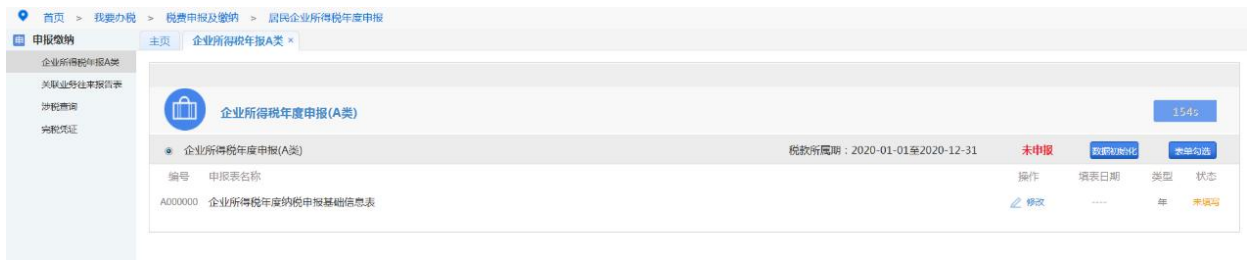 首页 > 我要办税 > 税费申报及缴纳 > 居民企业所得税年度申报
申报缴纳
主页 企业所得税年报A类 ×
企业所得税年报A类
关联业务往来报告表
涉税查询
完税凭证
企业所得税年度申报(A类)
154s
企业所得税年度申报(A类) 税款所属期：2020-01-01至2020-12-31 未申报 数据初始化 表单勾选
编号 申报表名称 操作 填表日期 类型 状态
A000000 企业所得税年度纳税申报基础信息表 修改 ---- 年 未填写